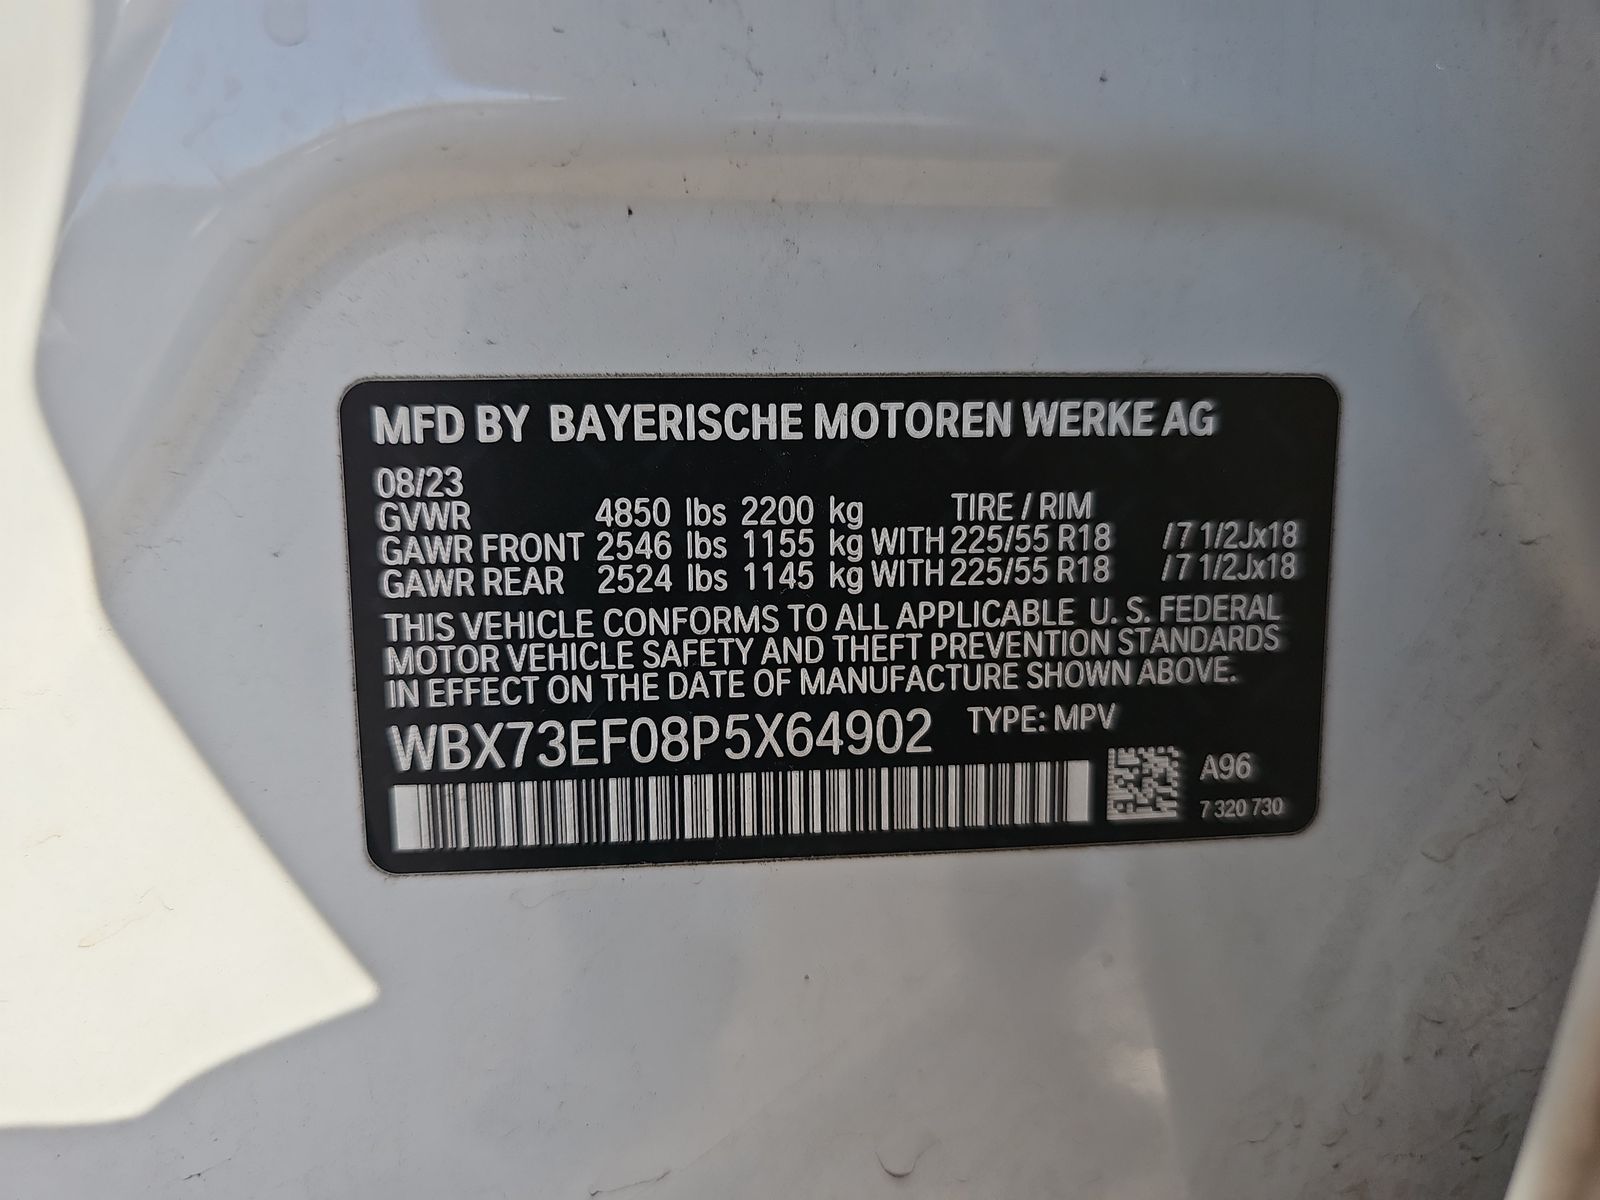 MFD BY BAYERISCHE MOTOREN WERKE AG
08/23
GVWR 4850 lbs 2200 kg TIRE / RIM
GAWR FRONT 2546 lbs 1155 kg WITH 225/55 R18 /7 1/2Jx18
GAWR REAR 2524 lbs 1145 kg WITH 225/55 R18 /7 1/2Jx18
THIS VEHICLE CONFORMS TO ALL APPLICABLE U. S. FEDERAL
MOTOR VEHICLE SAFETY AND THEFT PREVENTION STANDARDS
IN EFFECT ON THE DATE OF MANUFACTURE SHOWN ABOVE.
WBX73EF08P5X64902 TYPE: MPV
A96
7 320 730